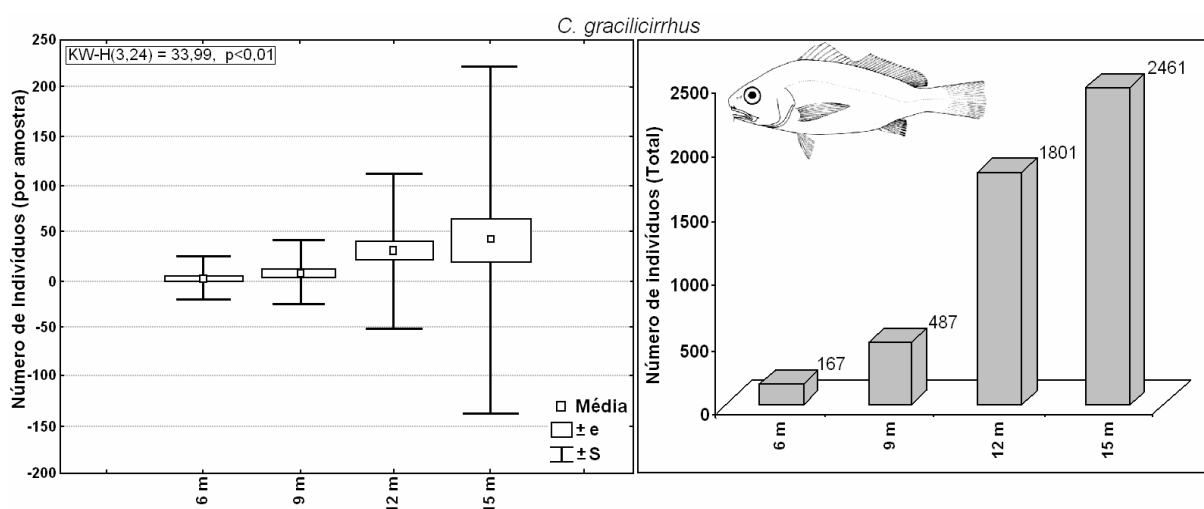 C. gracilicirrhus
KW-H(3,24) = 33,99, p<0,01
Número de Indivíduos (por amostra)
250
200
150
100
50
0
-50
-100
-150
-200
6 m
9 m
12 m
15 m
Média
± e
± S
Número de indivíduos (Total)
2500
2000
1500
1000
500
0
167
487
1801
2461
6 m
9 m
12 m
15 m